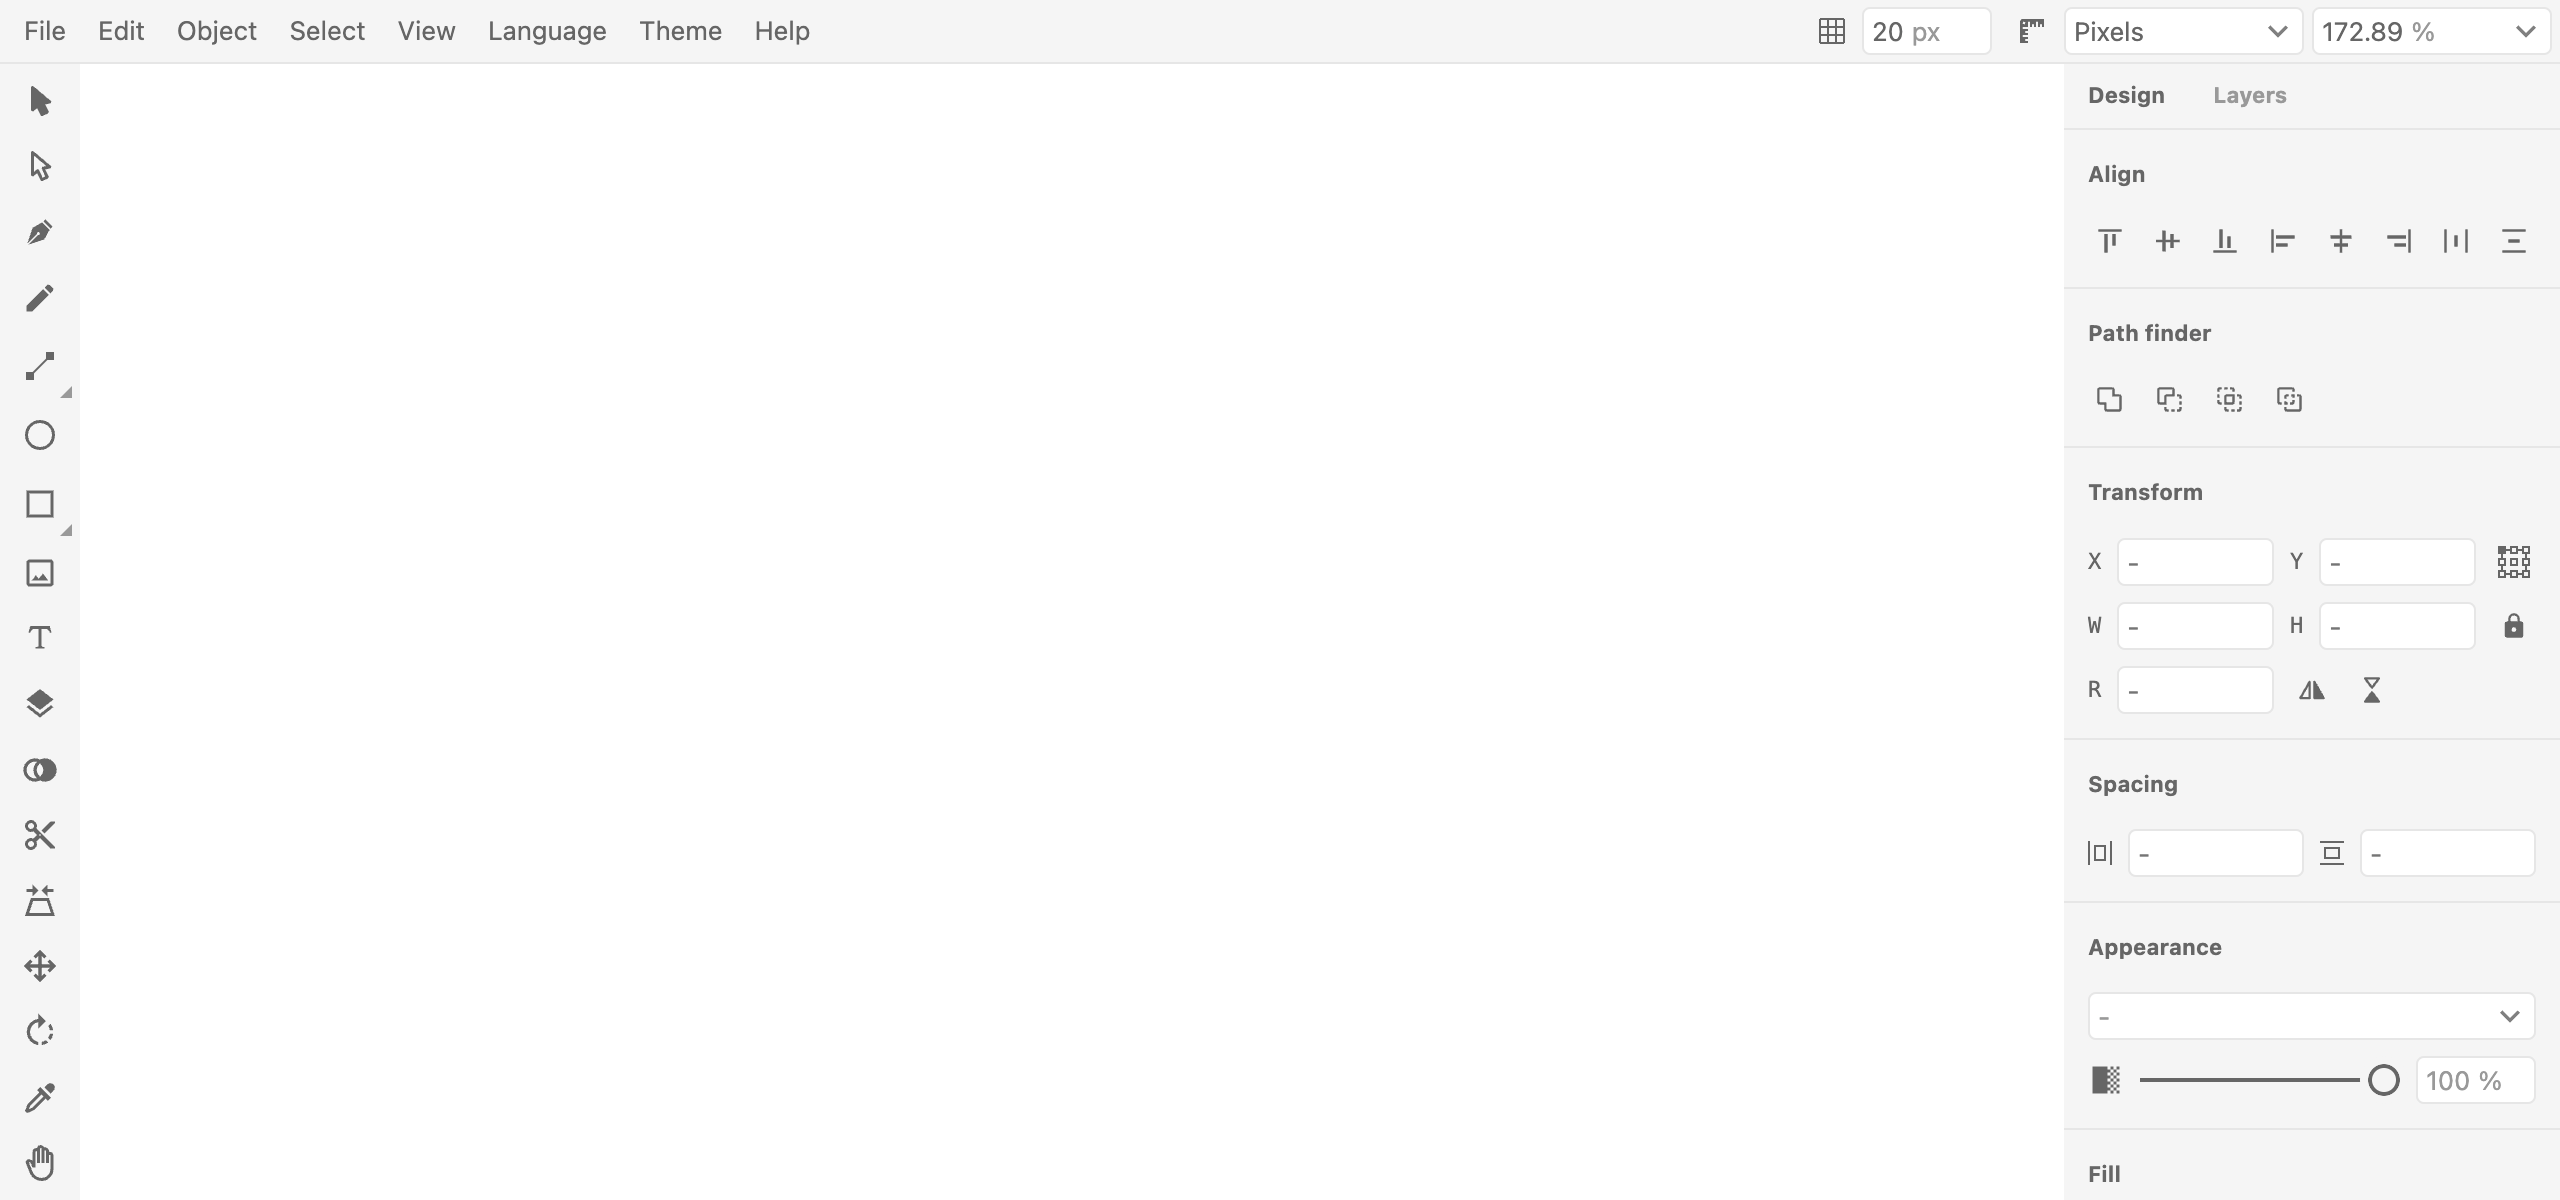 File Edit Object Select View Language Theme Help 20 px Pixels 172.89 %
Design Layers
Align
Path finder
Transform
X - Y -
W - H -
R -
Spacing
- -
Appearance
-
100 %
Fill